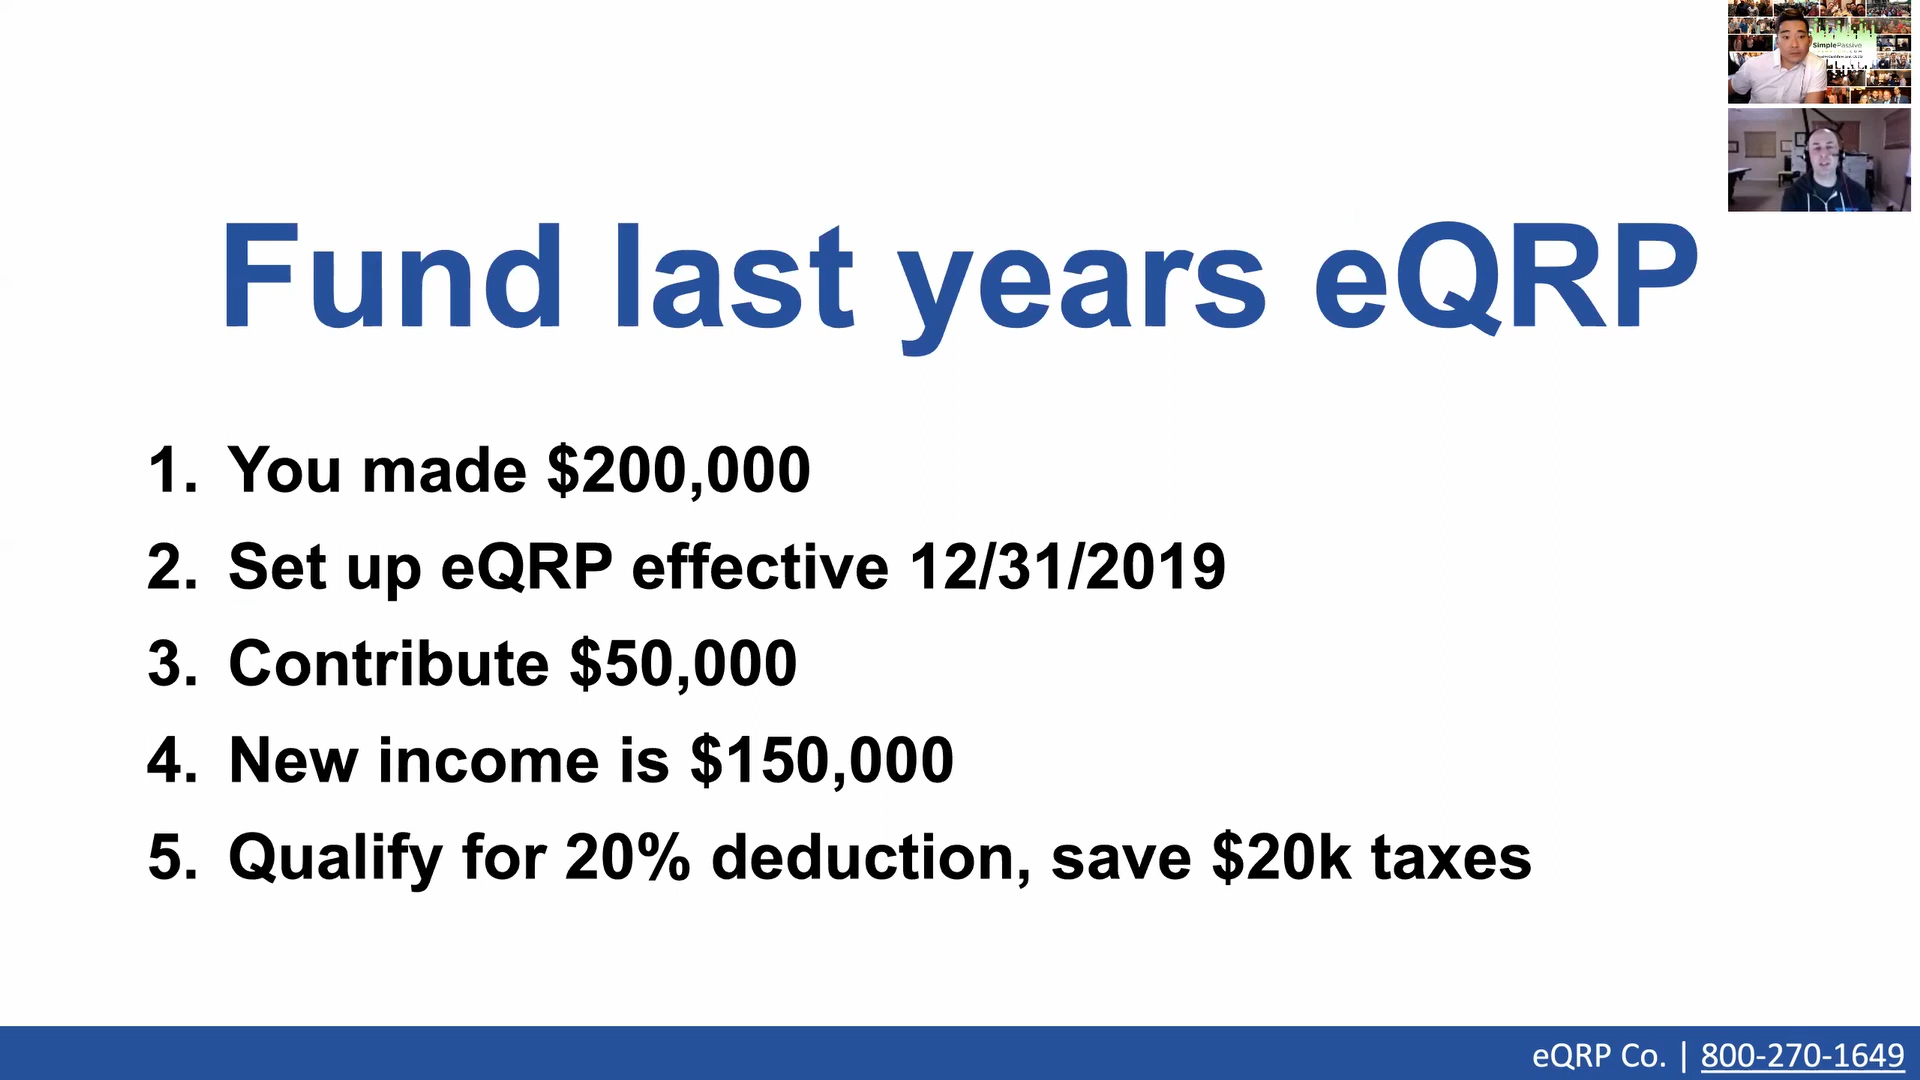 SimplePassive
Fund last years eQRP
1. You made $200,000
2. Set up eQRP effective 12/31/2019
3. Contribute $50,000
4. New income is $150,000
5. Qualify for 20% deduction, save $20k taxes
eQRP Co. | 800-270-1649